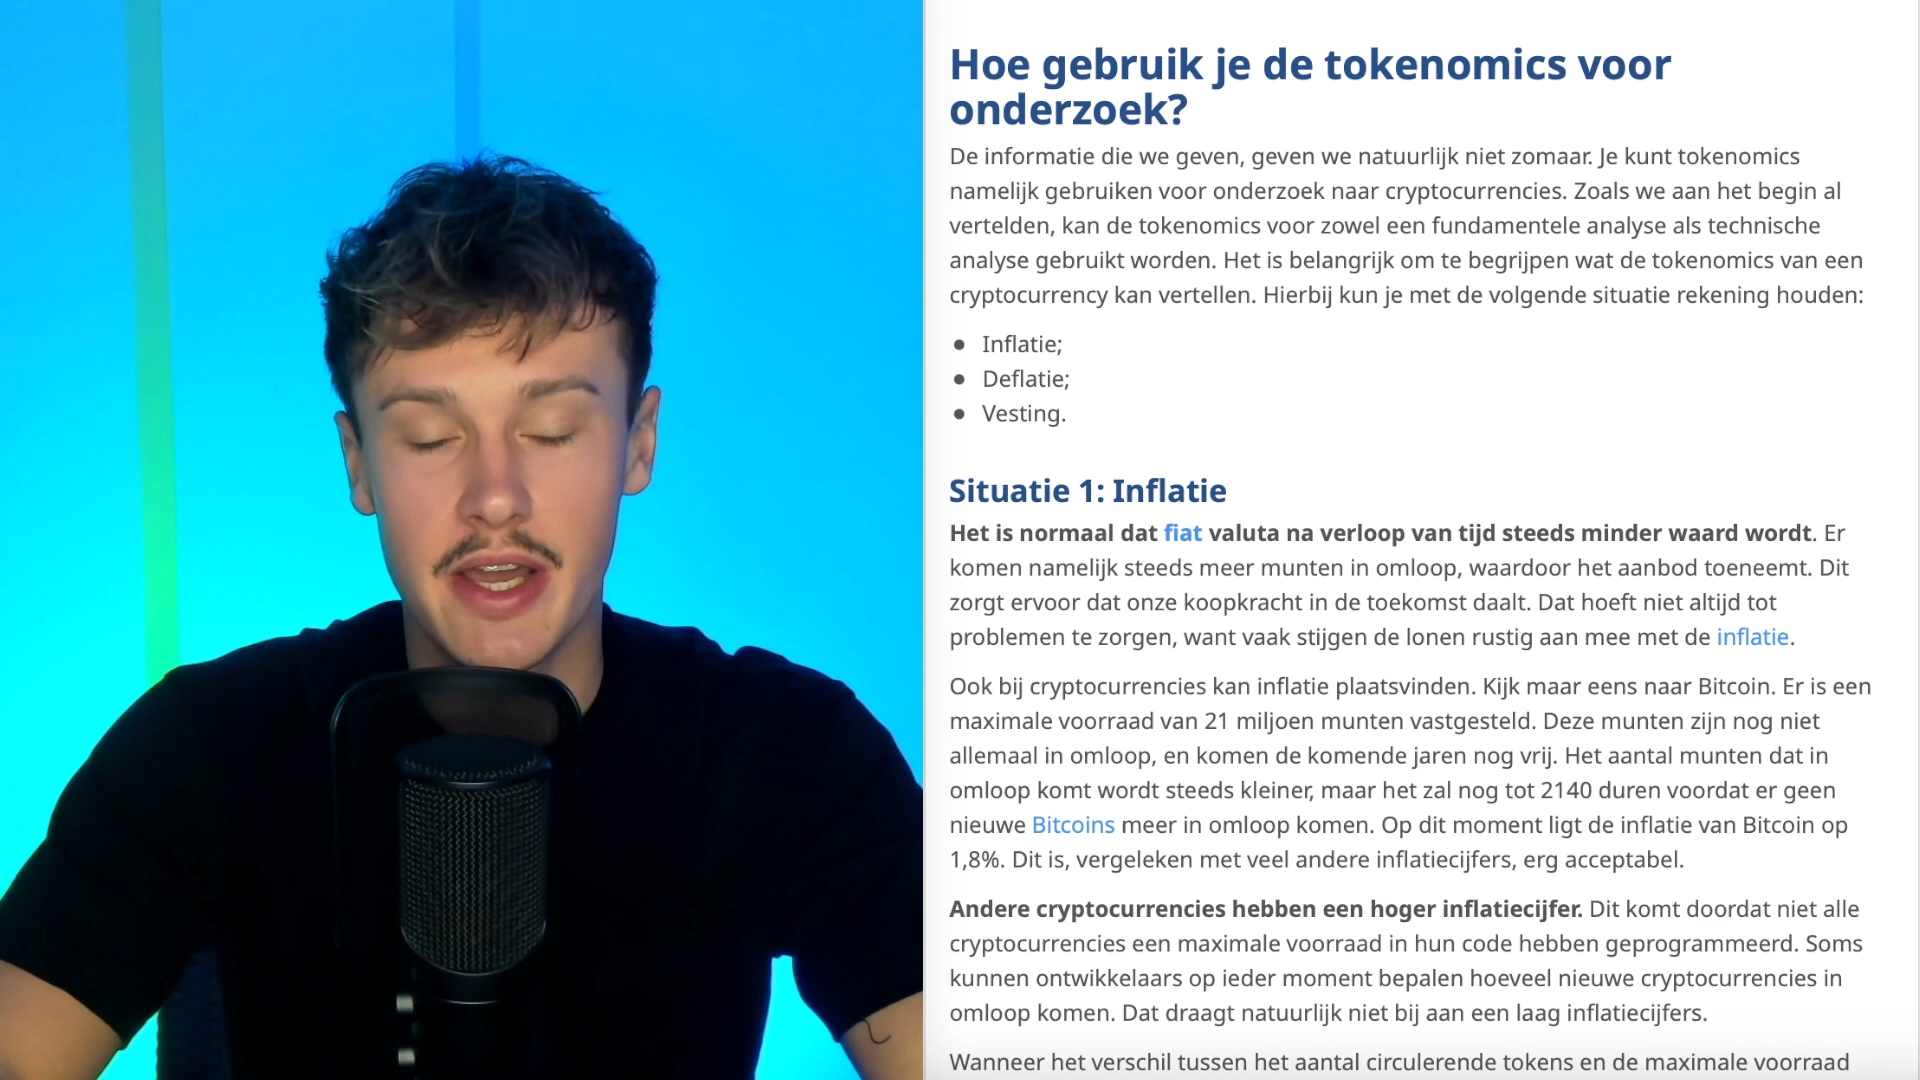 Hoe gebruik je de tokenomics voor
onderzoek?
De informatie die we geven, geven we natuurlijk niet zomaar. Je kunt tokenomics
namelijk gebruiken voor onderzoek naar cryptocurrencies. Zoals we aan het begin al
vertelden, kan de tokenomics voor zowel een fundamentele analyse als technische
analyse gebruikt worden. Het is belangrijk om te begrijpen wat de tokenomics van een
cryptocurrency kan vertellen. Hierbij kun je met de volgende situatie rekening houden:
● Inflatie;
● Deflatie;
● Vesting.
Situatie 1: Inflatie
Het is normaal dat fiat valuta na verloop van tijd steeds minder waard wordt. Er
komen namelijk steeds meer munten in omloop, waardoor het aanbod toeneemt. Dit
zorgt ervoor dat onze koopkracht in de toekomst daalt. Dat hoeft niet altijd tot
problemen te zorgen, want vaak stijgen de lonen rustig aan mee met de inflatie.
Ook bij cryptocurrencies kan inflatie plaatsvinden. Kijk maar eens naar Bitcoin. Er is een
maximale voorraad van 21 miljoen munten vastgesteld. Deze munten zijn nog niet
allemaal in omloop, en komen de komende jaren nog vrij. Het aantal munten dat in
omloop komt wordt steeds kleiner, maar het zal nog tot 2140 duren voordat er geen
nieuwe Bitcoins meer in omloop komen. Op dit moment ligt de inflatie van Bitcoin op
1,8%. Dit is, vergeleken met veel andere inflatiecijfers, erg acceptabel.
Andere cryptocurrencies hebben een hoger inflatiecijfer. Dit komt doordat niet alle
cryptocurrencies een maximale voorraad in hun code hebben geprogrammeerd. Soms
kunnen ontwikkelaars op ieder moment bepalen hoeveel nieuwe cryptocurrencies in
omloop komen. Dat draagt natuurlijk niet bij aan een laag inflatiecijfers.
Wanneer het verschil tussen het aantal circulerende tokens en de maximale voorraad